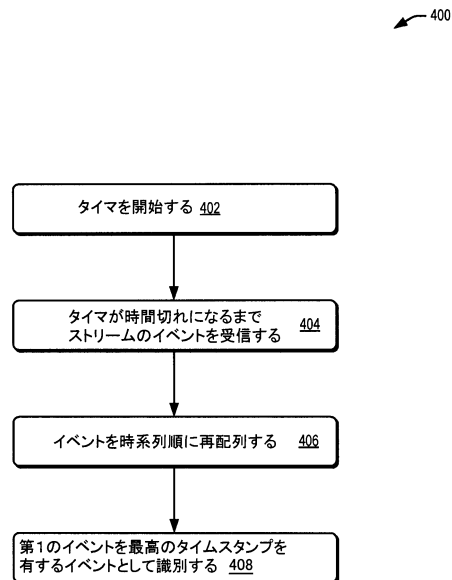 400
タイマを開始する 402
タイマが時間切れになるまで
ストリームのイベントを受信する 404
イベントを時系列順に再配列する 406
第1のイベントを最高のタイムスタンプを
有するイベントとして識別する 408